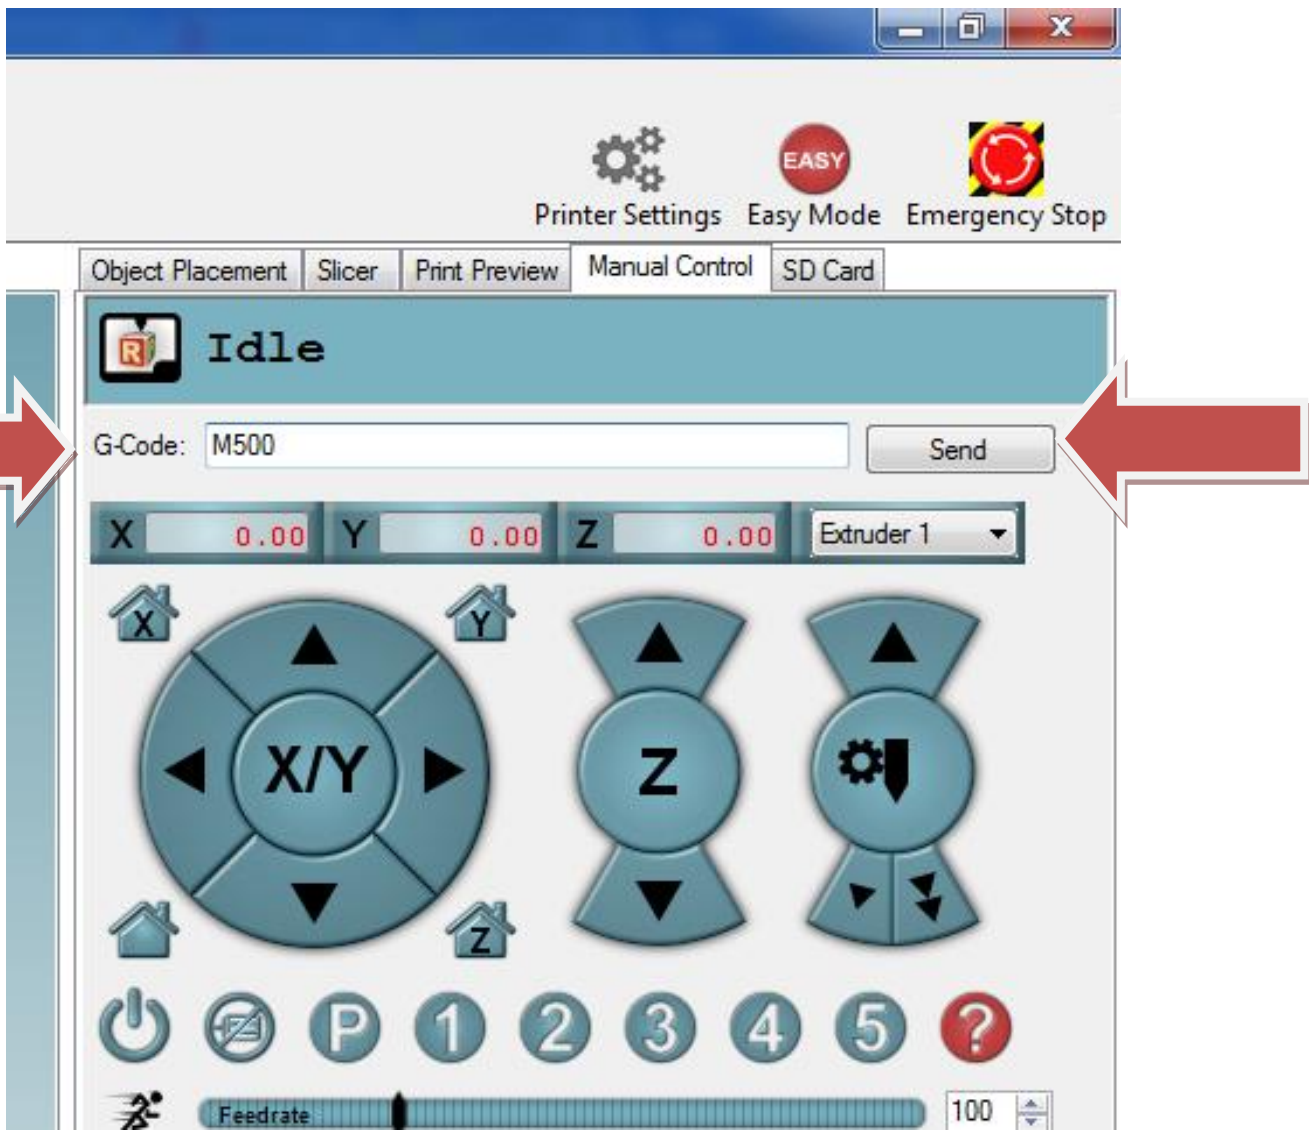 EASY
Printer Settings Easy Mode Emergency Stop
Object Placement Slicer Print Preview Manual Control SD Card
R Idle
G-Code: M500 Send
X 0.00 Y 0.00 Z 0.00 Extruder 1
X Y
X/Y Z
Z
P 1 2 3 4 5 ?
Feedrate 100